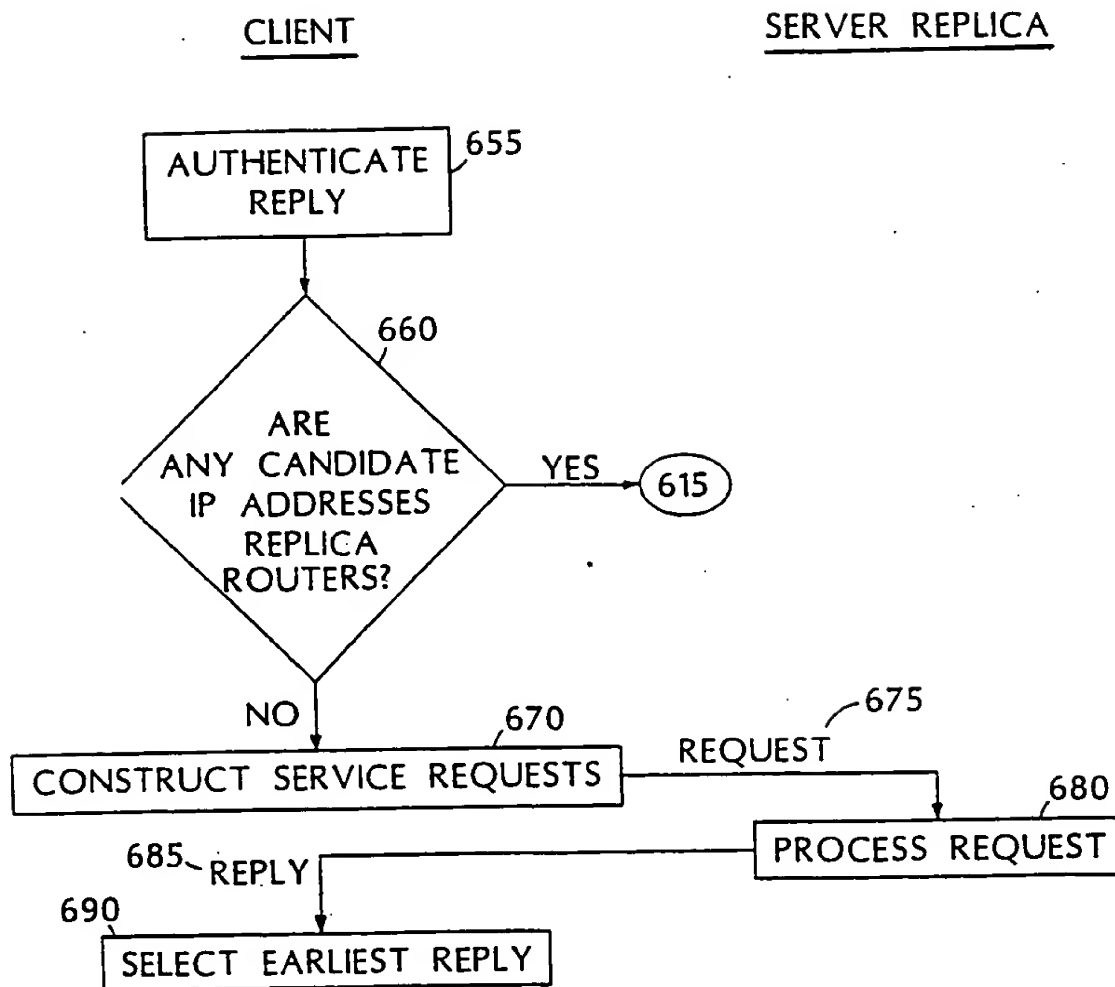 CLIENT
SERVER REPLICA
655
AUTHENTICATE
REPLY
660
ARE
ANY CANDIDATE
IP ADDRESSES
REPLICA
ROUTERS?
YES
615
NO
670
675
CONSTRUCT SERVICE REQUESTS
REQUEST
680
PROCESS REQUEST
685
REPLY
690
SELECT EARLIEST REPLY